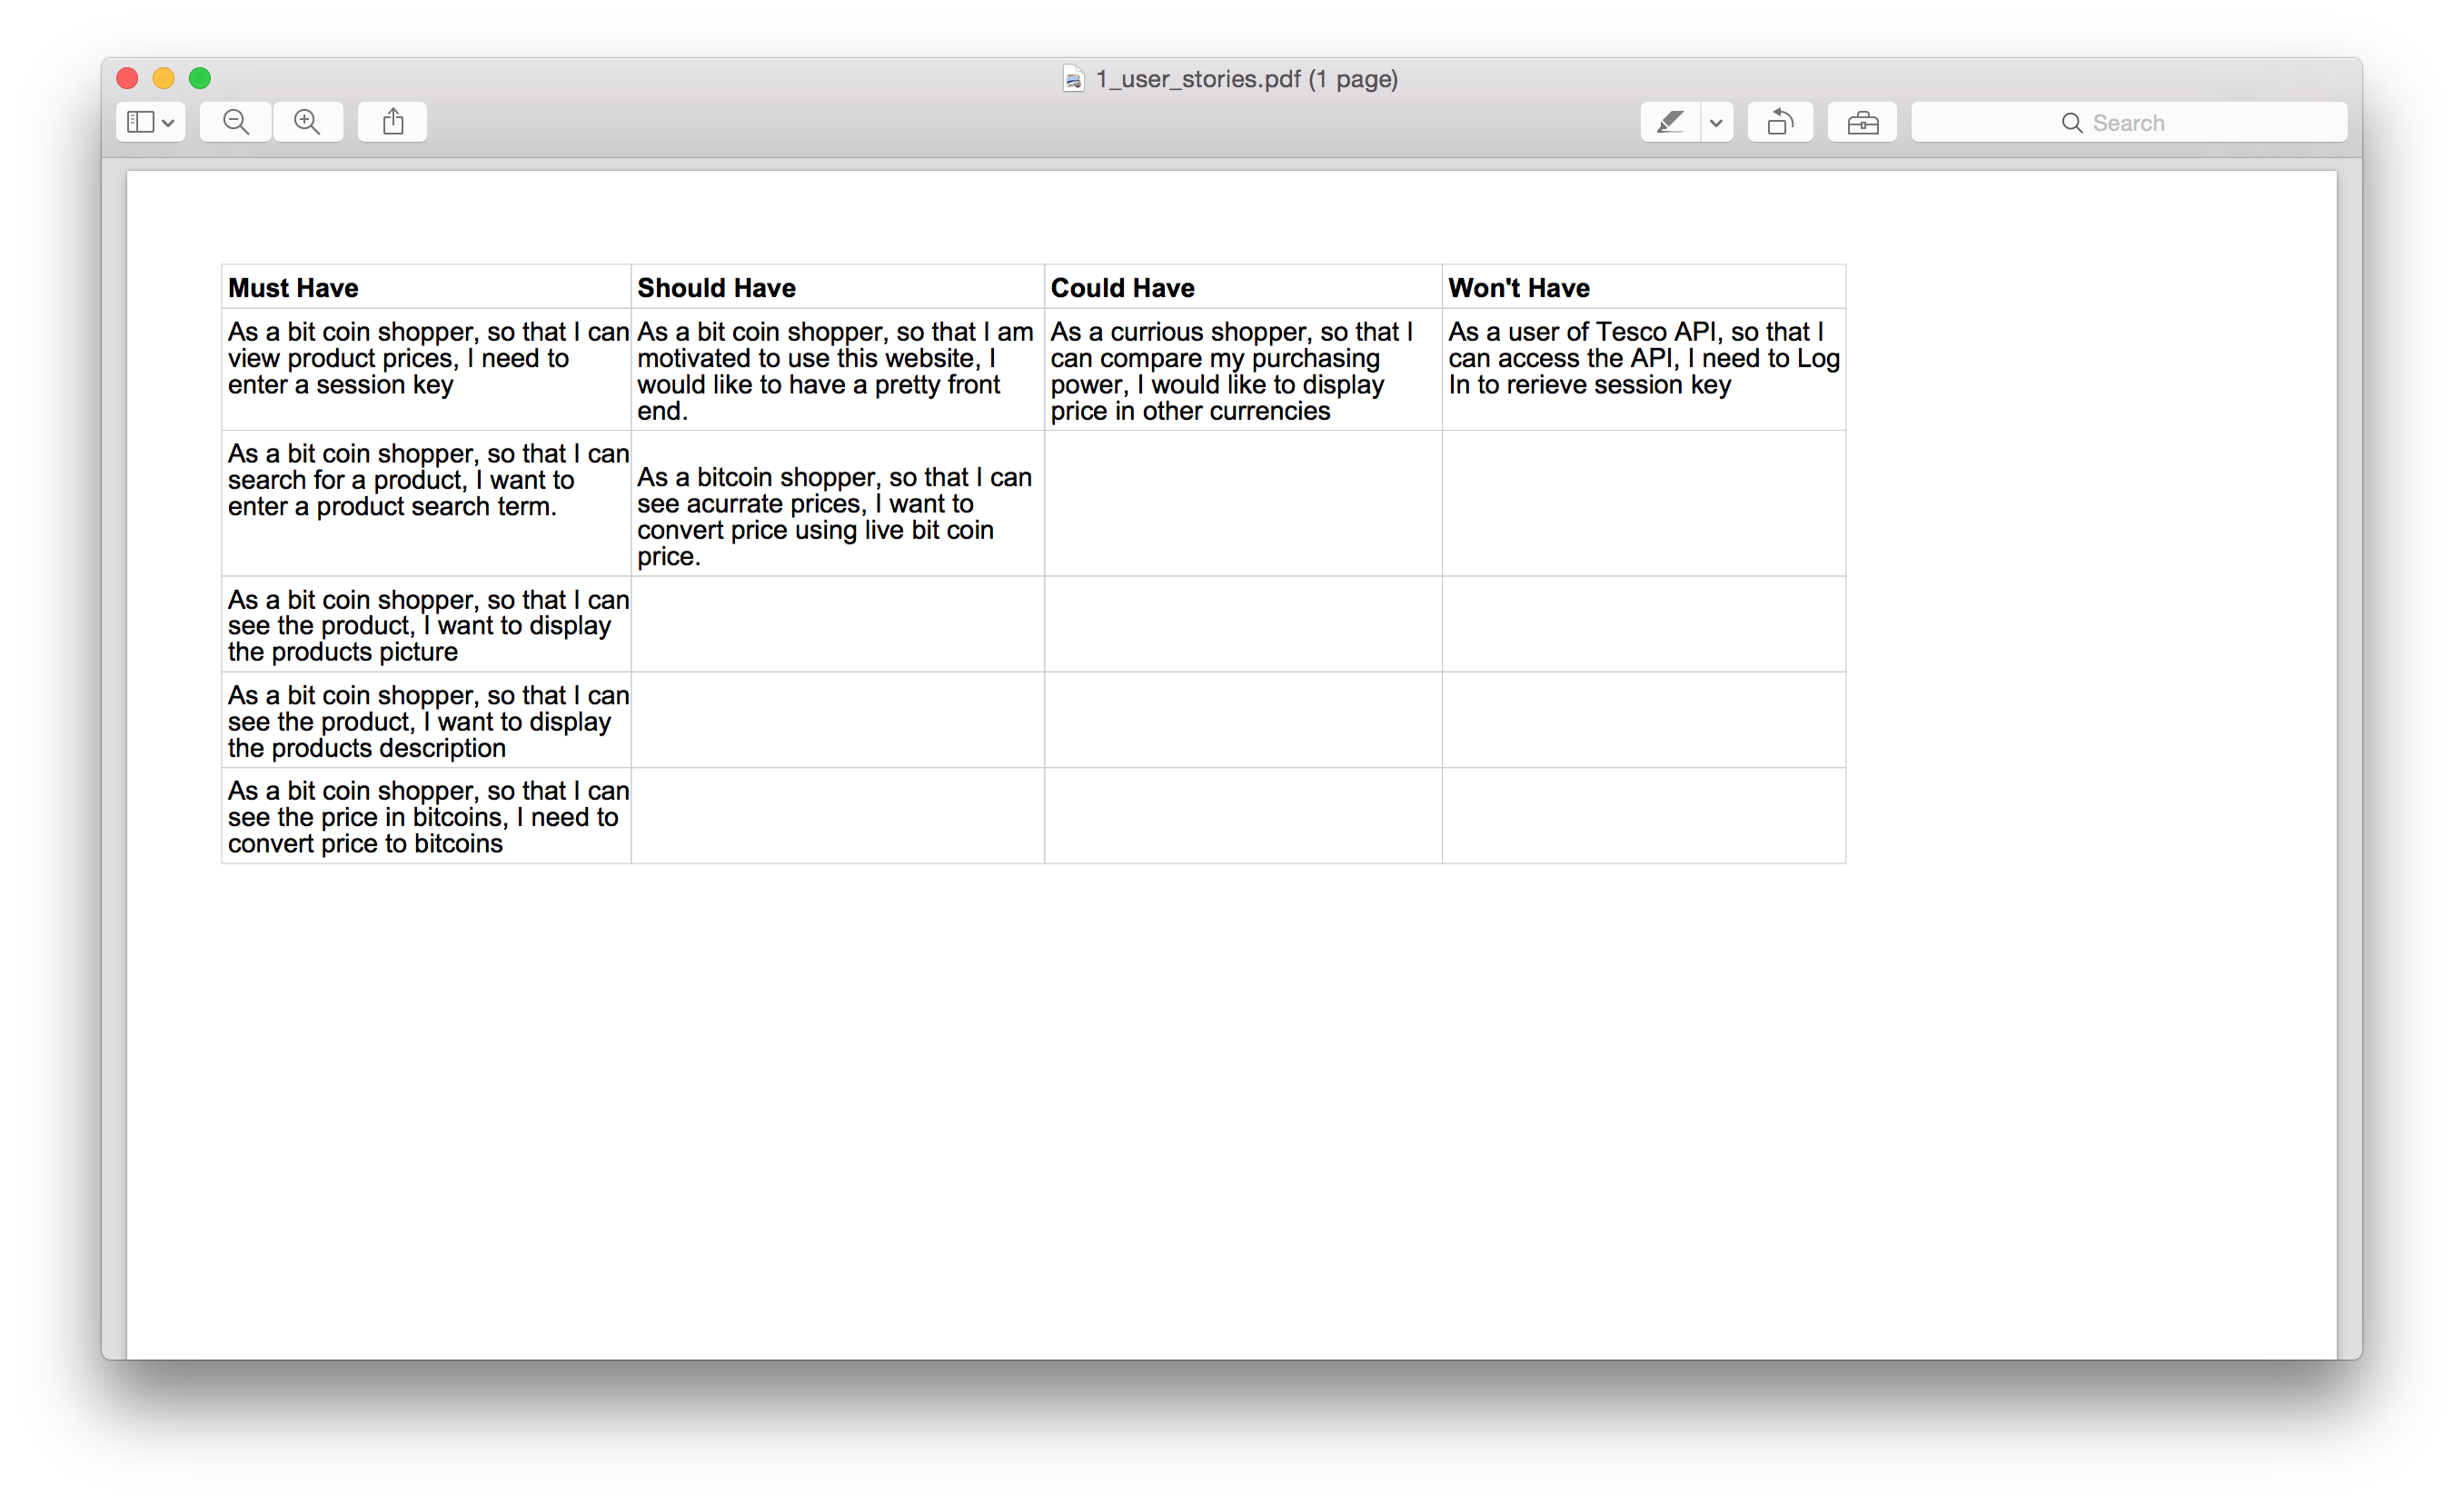 1_user_stories.pdf (1 page)
Search
Must Have
Should Have
Could Have
Won't Have
As a bit coin shopper, so that I can
view product prices, I need to
enter a session key
As a bit coin shopper, so that I am
motivated to use this website, I
would like to have a pretty front
end.
As a currious shopper, so that I
can compare my purchasing
power, I would like to display
price in other currencies
As a user of Tesco API, so that I
can access the API, I need to Log
In to rerieve session key
As a bit coin shopper, so that I can
search for a product, I want to
enter a product search term.
As a bitcoin shopper, so that I can
see acurrate prices, I want to
convert price using live bit coin
price.
As a bit coin shopper, so that I can
see the product, I want to display
the products picture
As a bit coin shopper, so that I can
see the product, I want to display
the products description
As a bit coin shopper, so that I can
see the price in bitcoins, I need to
convert price to bitcoins